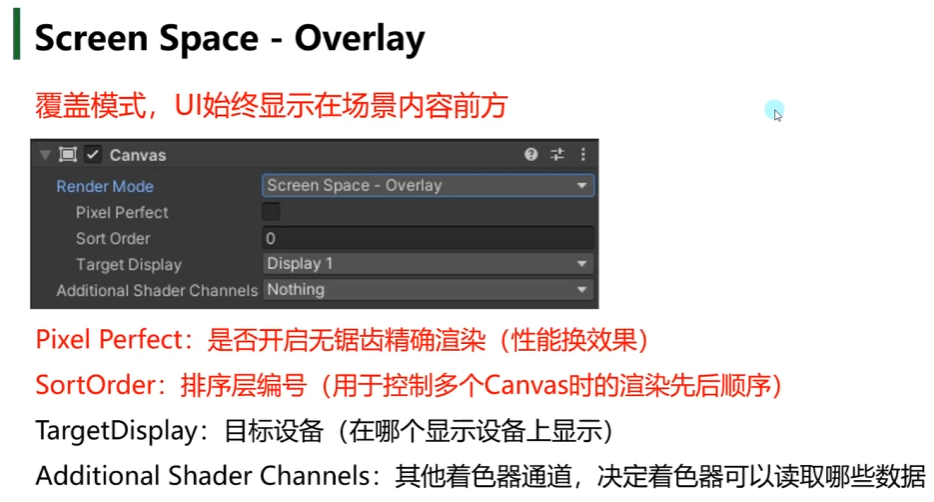 Screen Space - Overlay
覆盖模式，UI始终显示在场景内容前方
Canvas
Render Mode Screen Space - Overlay
Pixel Perfect
Sort Order 0
Target Display Display 1
Additional Shader Channels Nothing
Pixel Perfect：是否开启无锯齿精确渲染（性能换效果）
SortOrder：排序层编号（用于控制多个Canvas时的渲染先后顺序）
TargetDisplay：目标设备（在哪个显示设备上显示）
Additional Shader Channels：其他着色器通道，决定着色器可以读取哪些数据